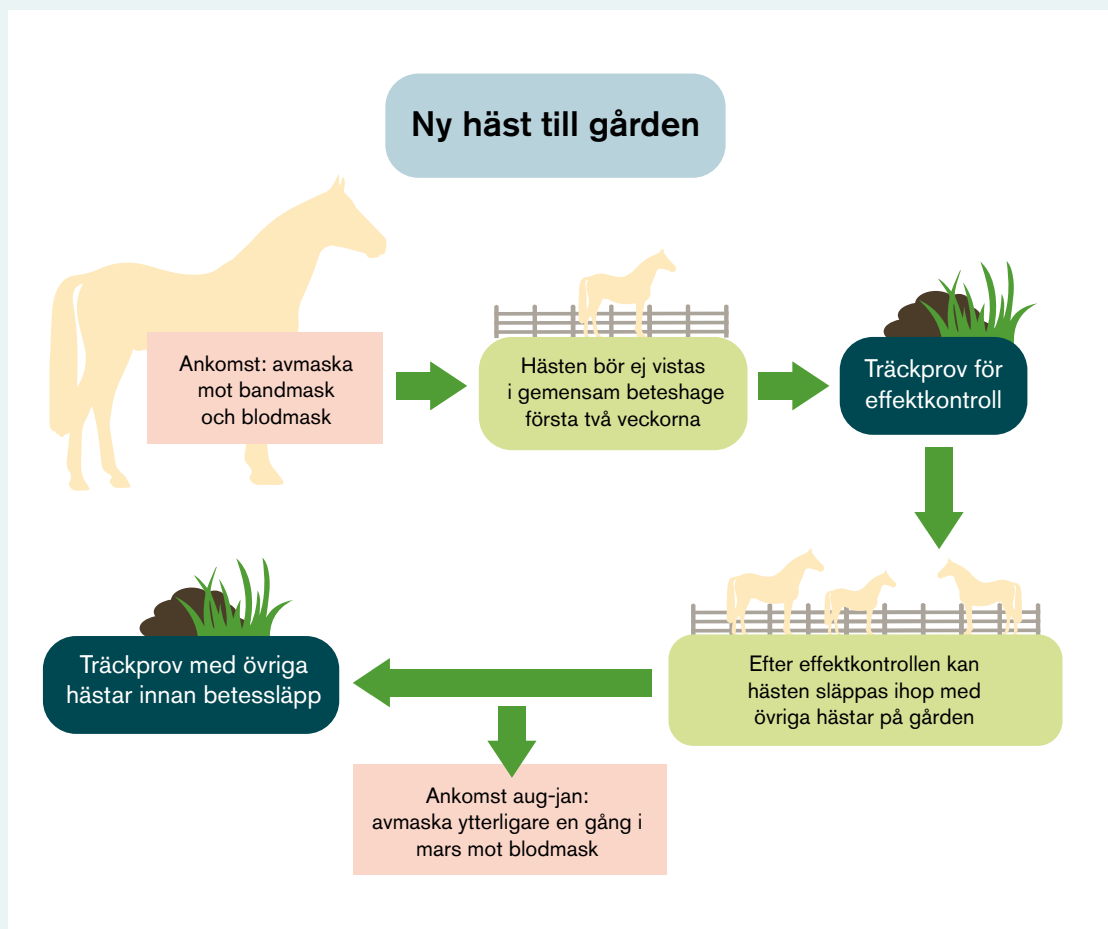 Ny häst till gården
Ankomst: avmaska
mot bandmask
och blodmask
Hästen bör ej vistas
i gemensam beteshage
första två veckorna
Träckprov för
effektkontroll
Efter effektkontrollen kan
hästen släppas ihop med
övriga hästar på gården
Träckprov med övriga
hästar innan betessläpp
Ankomst aug-jan:
avmaska ytterligare en gång i
mars mot blodmask